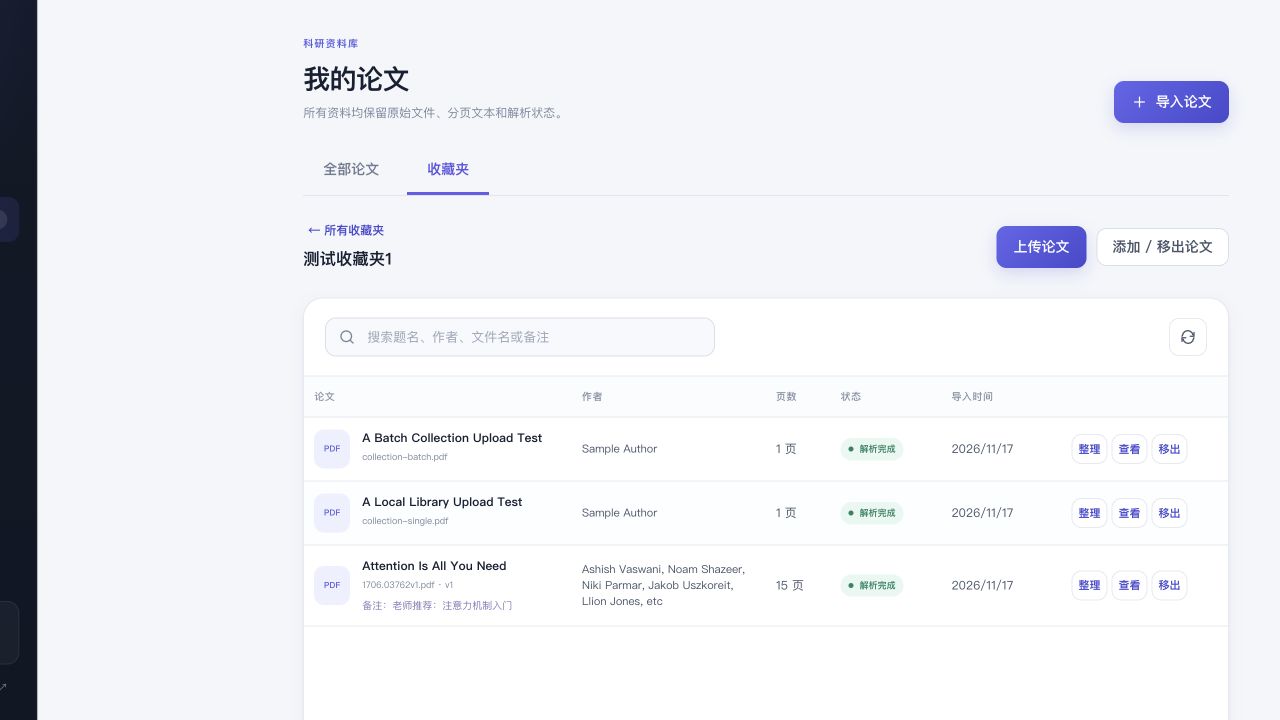 科研资料库
我的论文
所有资料均保留原始文件、分页文本和解析状态。
+ 导入论文
全部论文
收藏夹
← 所有收藏夹
测试收藏夹1
上传论文
添加 / 移出论文
搜索题名、作者、文件名或备注
论文 作者 页数 状态 导入时间
PDF
A Batch Collection Upload Test
collection-batch.pdf
Sample Author
1 页
解析完成
2026/11/17
整理 查看 移出
PDF
A Local Library Upload Test
collection-single.pdf
Sample Author
1 页
解析完成
2026/11/17
整理 查看 移出
PDF
Attention Is All You Need
1706.03762v1.pdf · v1
备注：老师推荐：注意力机制入门
Ashish Vaswani, Noam Shazeer,
Niki Parmar, Jakob Uszkoreit,
Llion Jones, etc
15 页
解析完成
2026/11/17
整理 查看 移出